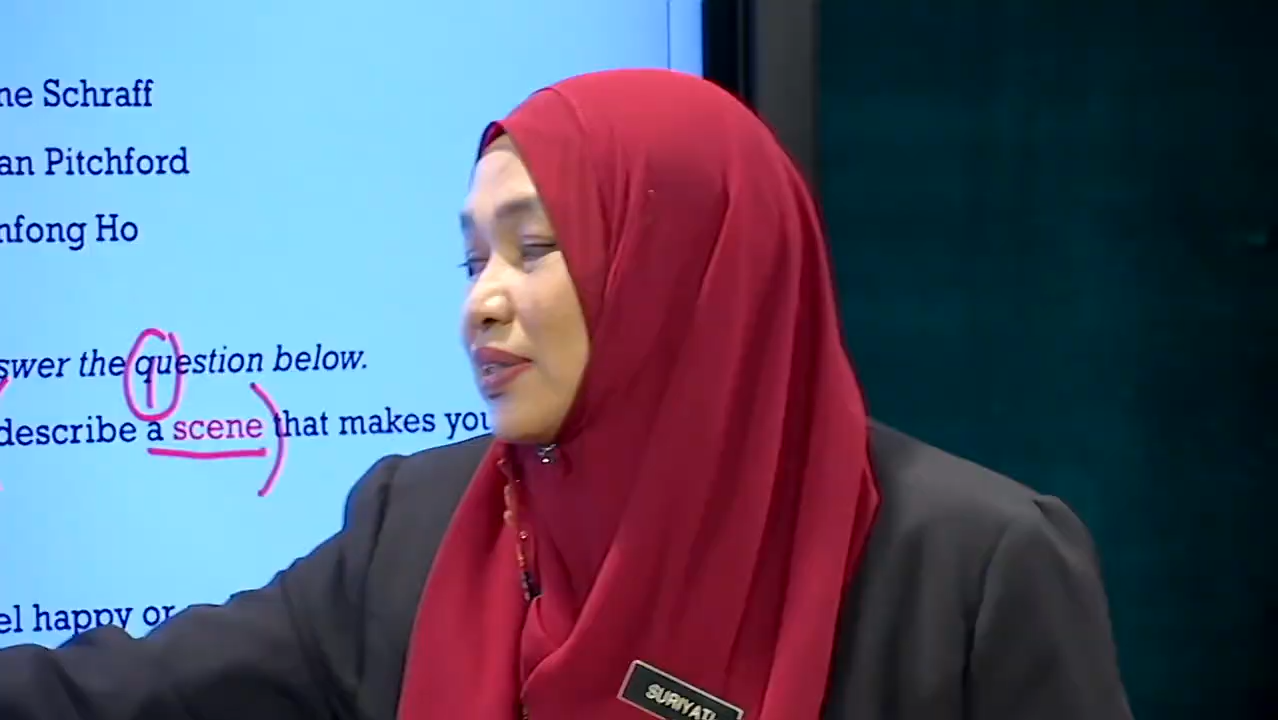 ne Schraff
an Pitchford
nfong Ho
swer the question below.
describe a scene that makes you
el happy or
SURIYATI